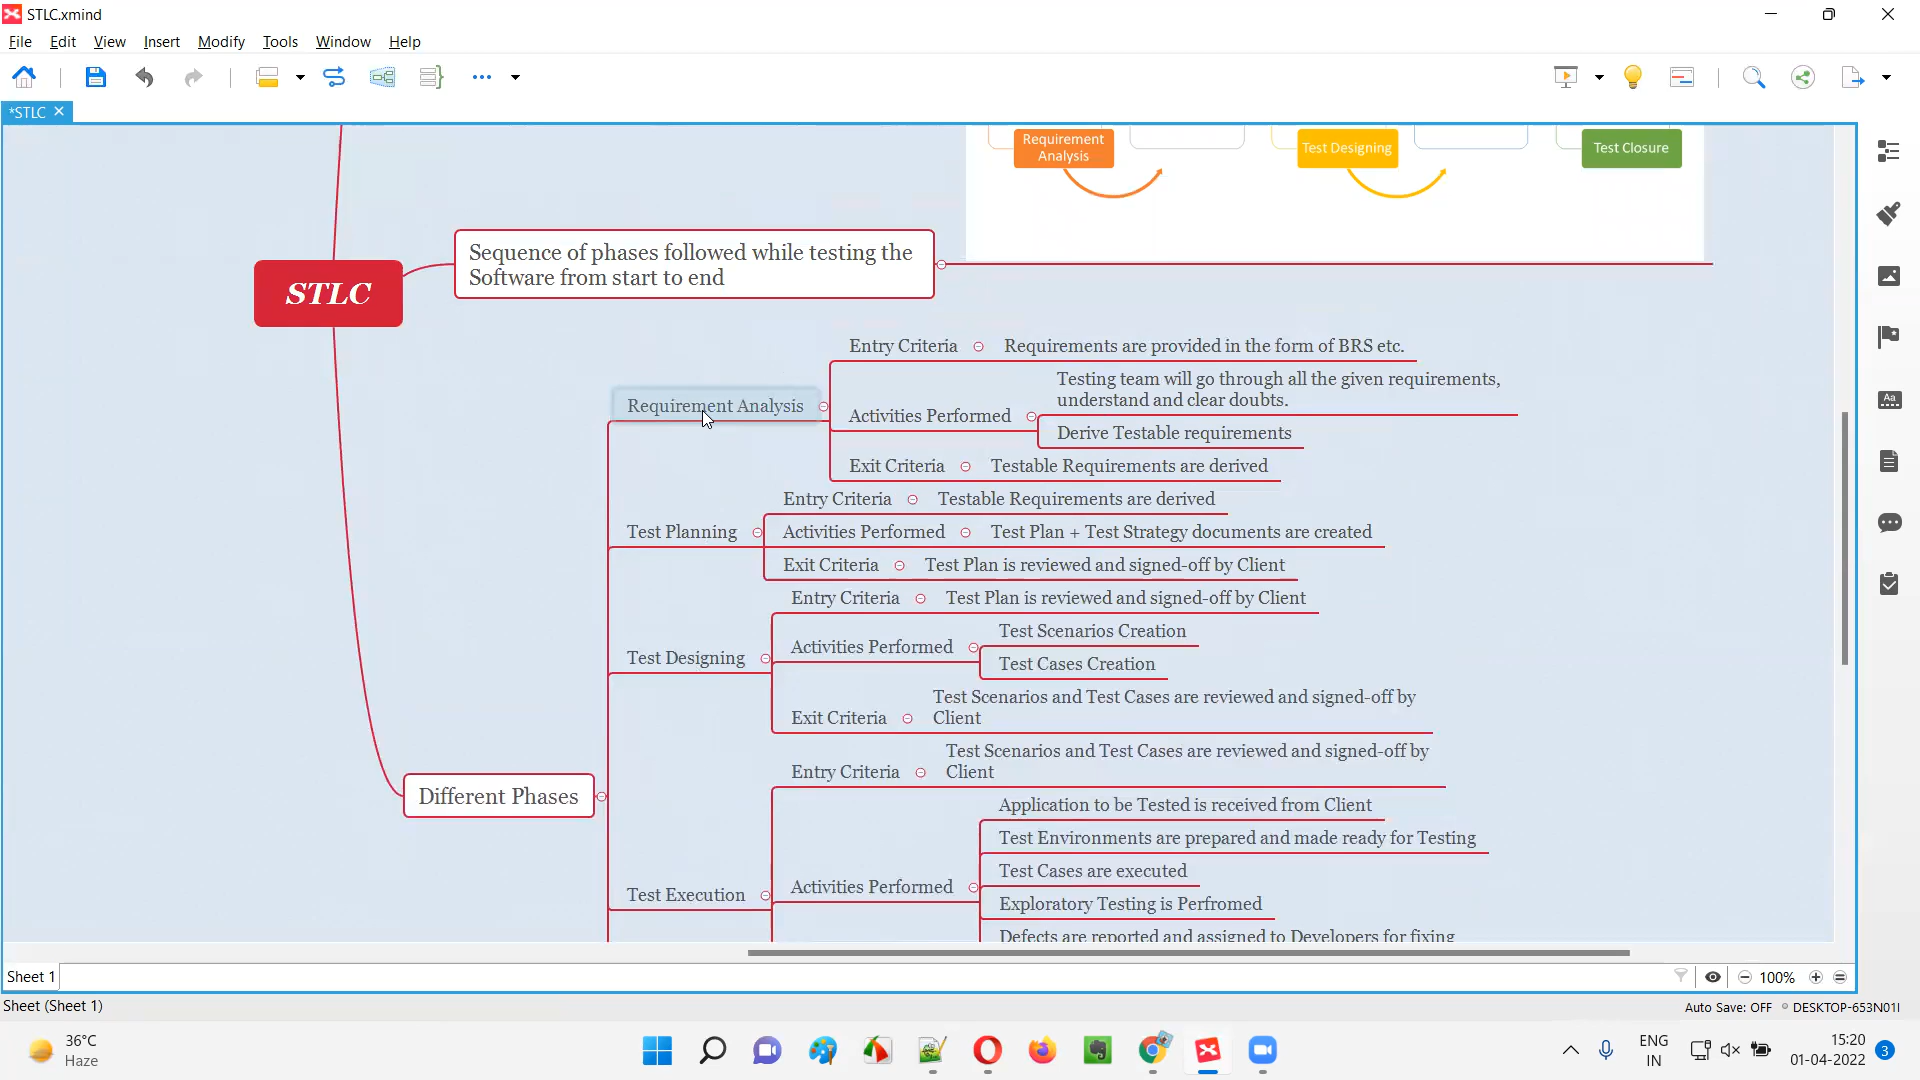 STLC.xmind
File Edit View Insert Modify Tools Window Help
*STLC
Requirement
Analysis
Test Designing
Test Closure
Sequence of phases followed while testing the
Software from start to end
STLC
Entry Criteria
Requirements are provided in the form of BRS etc.
Requirement Analysis
Activities Performed
Testing team will go through all the given requirements,
understand and clear doubts.
Derive Testable requirements
Exit Criteria
Testable Requirements are derived
Test Planning
Entry Criteria
Testable Requirements are derived
Activities Performed
Test Plan + Test Strategy documents are created
Exit Criteria
Test Plan is reviewed and signed-off by Client
Test Designing
Entry Criteria
Test Plan is reviewed and signed-off by Client
Activities Performed
Test Scenarios Creation
Test Cases Creation
Exit Criteria
Test Scenarios and Test Cases are reviewed and signed-off by
Client
Different Phases
Test Execution
Entry Criteria
Test Scenarios and Test Cases are reviewed and signed-off by
Client
Activities Performed
Application to be Tested is received from Client
Test Environments are prepared and made ready for Testing
Test Cases are executed
Exploratory Testing is Perfromed
Defects are reported and assigned to Developers for fixing
Aa
Sheet 1
100%
Sheet (Sheet 1)
Auto Save: OFF
DESKTOP-653N01I
36°C
Haze
ENG
IN
15:20
01-04-2022
3